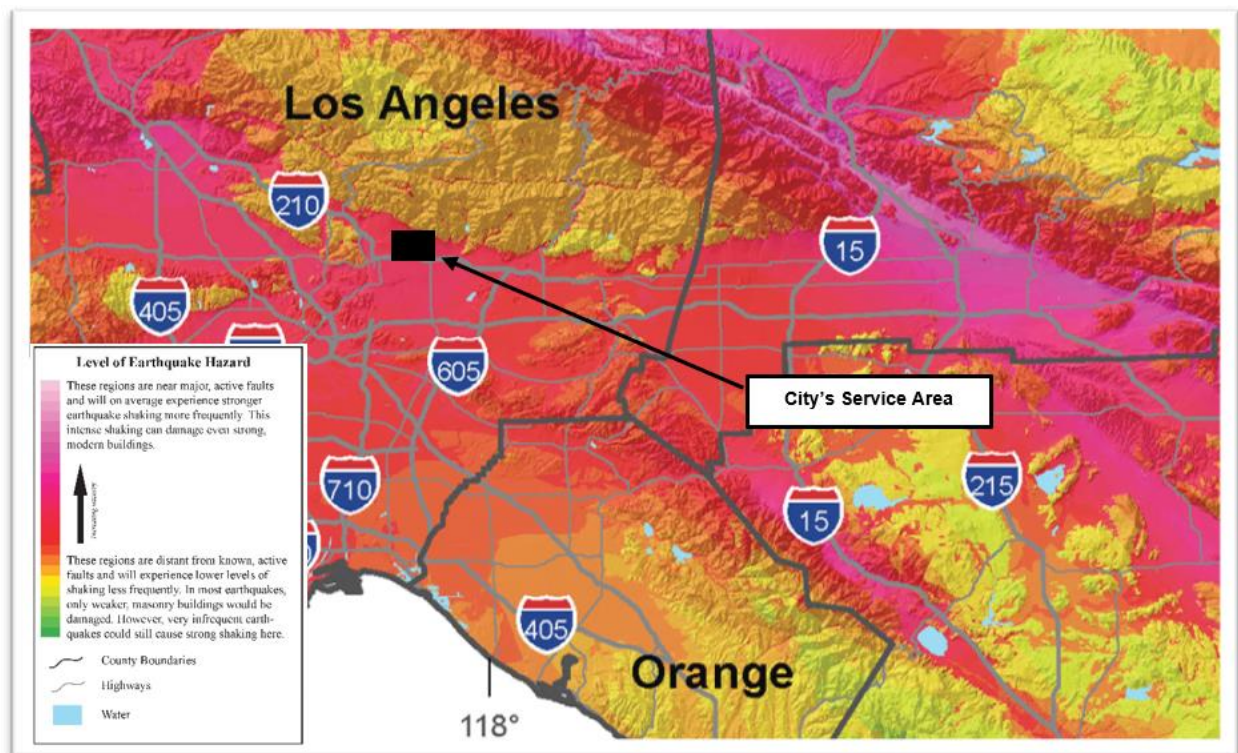 Los Angeles
210
15
405
605
City's Service Area
710
15
215
405
Orange
118°
Level of Earthquake Hazard
These regions are near major, active faults
and will on average experience stronger
earthquake shaking more frequently. This
intense shaking can damage even strong,
modern buildings.
These regions are distant from known, active
faults and will experience lower levels of
shaking less frequently. In most earthquakes,
only weaker, masonry buildings would be
damaged. However, very infrequent earth-
quakes could still cause strong shaking here.
County Boundaries
Highways
Water